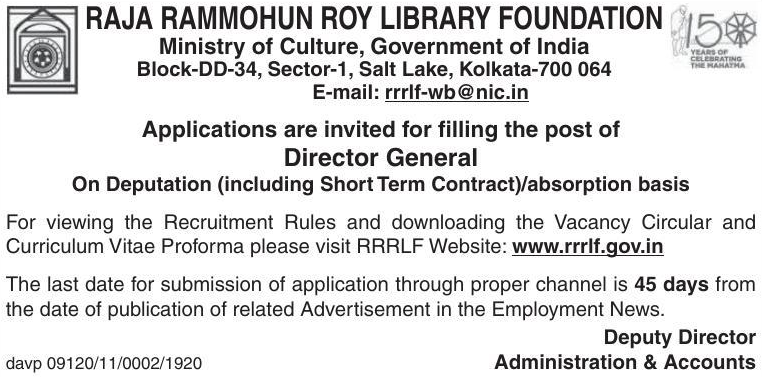 RAJA RAMMOHUN ROY LIBRARY FOUNDATION
Ministry of Culture, Government of India
Block-DD-34, Sector-1, Salt Lake, Kolkata-700 064
E-mail: rrrlf-wb@nic.in
150
YEARS OF
CELEBRATING
THE MAHATMA
Applications are invited for filling the post of
Director General
On Deputation (including Short Term Contract)/absorption basis
For viewing the Recruitment Rules and downloading the Vacancy Circular and
Curriculum Vitae Proforma please visit RRRLF Website: www.rrrlf.gov.in
The last date for submission of application through proper channel is 45 days from
the date of publication of related Advertisement in the Employment News.
Deputy Director
davp 09120/11/0002/1920 Administration & Accounts